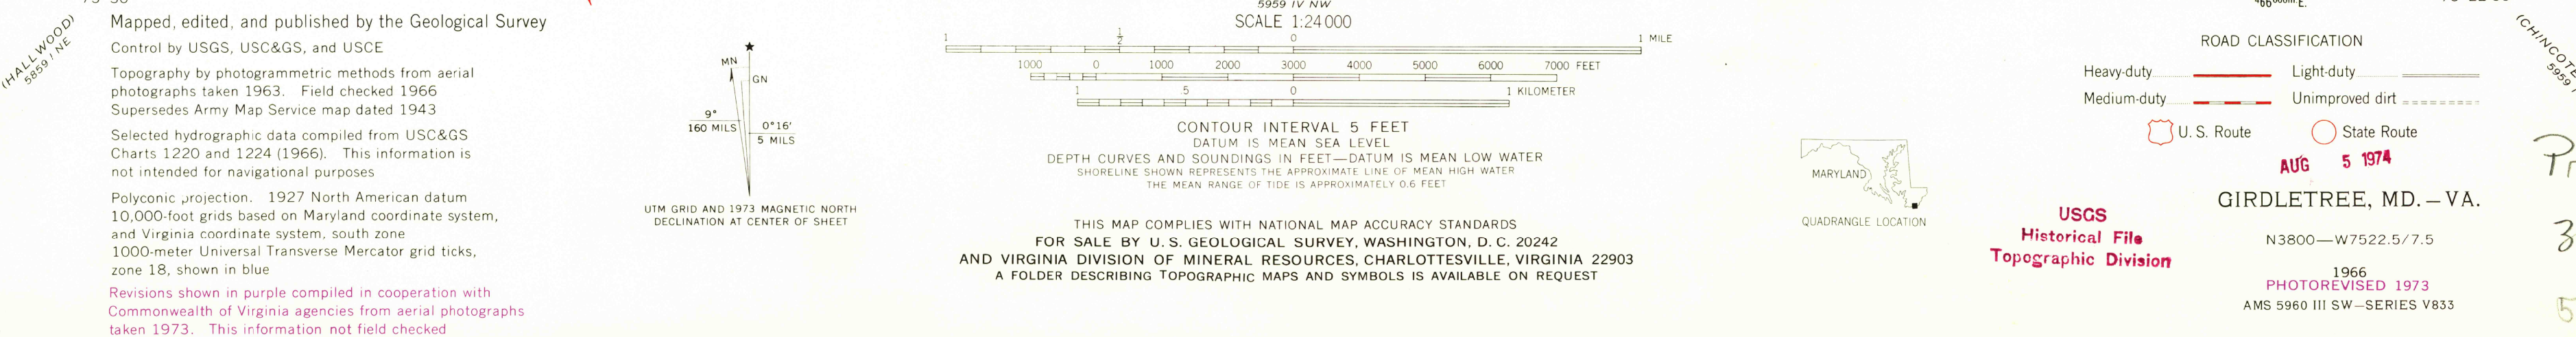 (HALLWOOD)
5859 I NE
Mapped, edited, and published by the Geological Survey
Control by USGS, USC&GS, and USCE
Topography by photogrammetric methods from aerial
photographs taken 1963. Field checked 1966
Supersedes Army Map Service map dated 1943
Selected hydrographic data compiled from USC&GS
Charts 1220 and 1224 (1966). This information is
not intended for navigational purposes
Polyconic projection. 1927 North American datum
10,000-foot grids based on Maryland coordinate system,
and Virginia coordinate system, south zone
1000-meter Universal Transverse Mercator grid ticks,
zone 18, shown in blue
Revisions shown in purple compiled in cooperation with
Commonwealth of Virginia agencies from aerial photographs
taken 1973. This information not field checked
MN
GN
9°
160 MILS
0°16′
5 MILS
UTM GRID AND 1973 MAGNETIC NORTH
DECLINATION AT CENTER OF SHEET
5959 IV NW
SCALE 1:24 000
1 1/2 0 1 MILE
1000 0 1000 2000 3000 4000 5000 6000 7000 FEET
1 .5 0 1 KILOMETER
CONTOUR INTERVAL 5 FEET
DATUM IS MEAN SEA LEVEL
DEPTH CURVES AND SOUNDINGS IN FEET—DATUM IS MEAN LOW WATER
SHORELINE SHOWN REPRESENTS THE APPROXIMATE LINE OF MEAN HIGH WATER
THE MEAN RANGE OF TIDE IS APPROXIMATELY 0.6 FEET
THIS MAP COMPLIES WITH NATIONAL MAP ACCURACY STANDARDS
FOR SALE BY U. S. GEOLOGICAL SURVEY, WASHINGTON, D. C. 20242
AND VIRGINIA DIVISION OF MINERAL RESOURCES, CHARLOTTESVILLE, VIRGINIA 22903
A FOLDER DESCRIBING TOPOGRAPHIC MAPS AND SYMBOLS IS AVAILABLE ON REQUEST
MARYLAND
QUADRANGLE LOCATION
ROAD CLASSIFICATION
Heavy-duty Light-duty
Medium-duty Unimproved dirt
U. S. Route State Route
AUG 5 1974
USGS
Historical File
Topographic Division
GIRDLETREE, MD.—VA.
N3800—W7522.5/7.5
1966
PHOTOREVISED 1973
AMS 5960 III SW—SERIES V833